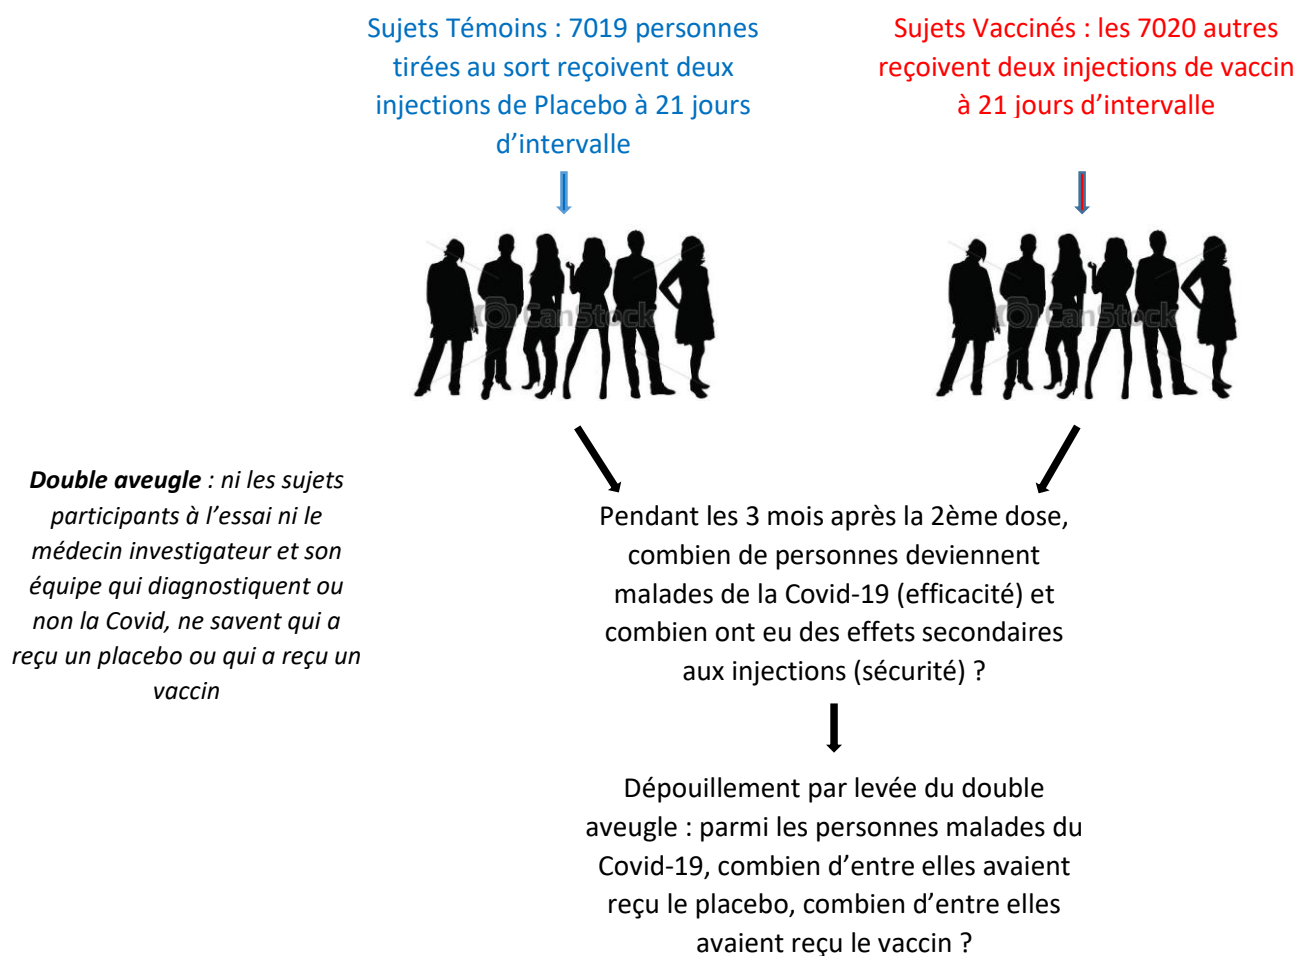 Sujets Témoins : 7019 personnes
tirées au sort reçoivent deux
injections de Placebo à 21 jours
d’intervalle
Sujets Vaccinés : les 7020 autres
reçoivent deux injections de vaccin
à 21 jours d’intervalle
CanStock
CanStock
Double aveugle : ni les sujets
participants à l’essai ni le
médecin investigateur et son
équipe qui diagnostiquent ou
non la Covid, ne savent qui a
reçu un placebo ou qui a reçu un
vaccin
Pendant les 3 mois après la 2ème dose,
combien de personnes deviennent
malades de la Covid-19 (efficacité) et
combien ont eu des effets secondaires
aux injections (sécurité) ?
Dépouillement par levée du double
aveugle : parmi les personnes malades du
Covid-19, combien d’entre elles avaient
reçu le placebo, combien d’entre elles
avaient reçu le vaccin ?